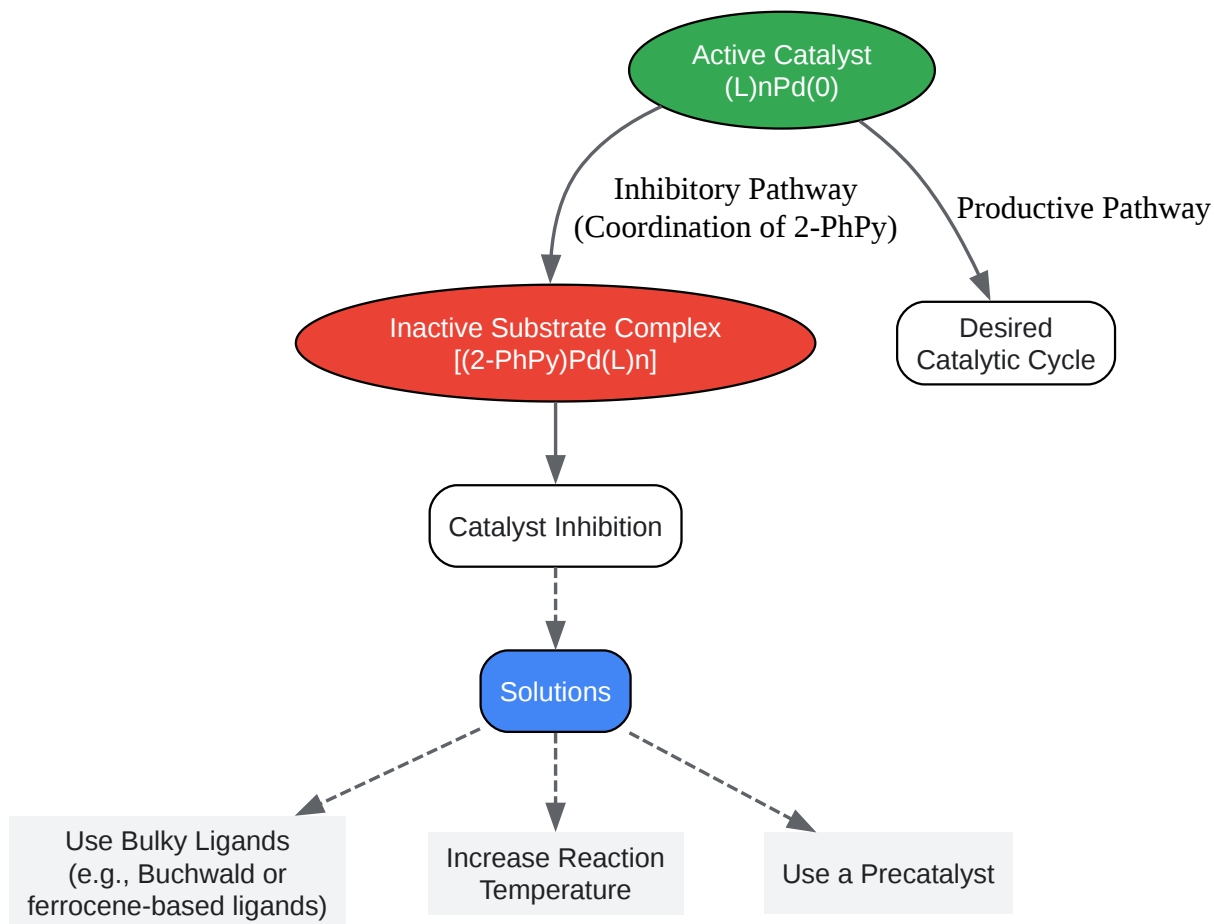 Active Catalyst
(L)nPd(0)
Inhibitory Pathway
(Coordination of 2-PhPy)
Productive Pathway
Inactive Substrate Complex
[(2-PhPy)Pd(L)n]
Desired
Catalytic Cycle
Catalyst Inhibition
Solutions
Use Bulky Ligands
(e.g., Buchwald or
ferrocene-based ligands)
Increase Reaction
Temperature
Use a Precatalyst